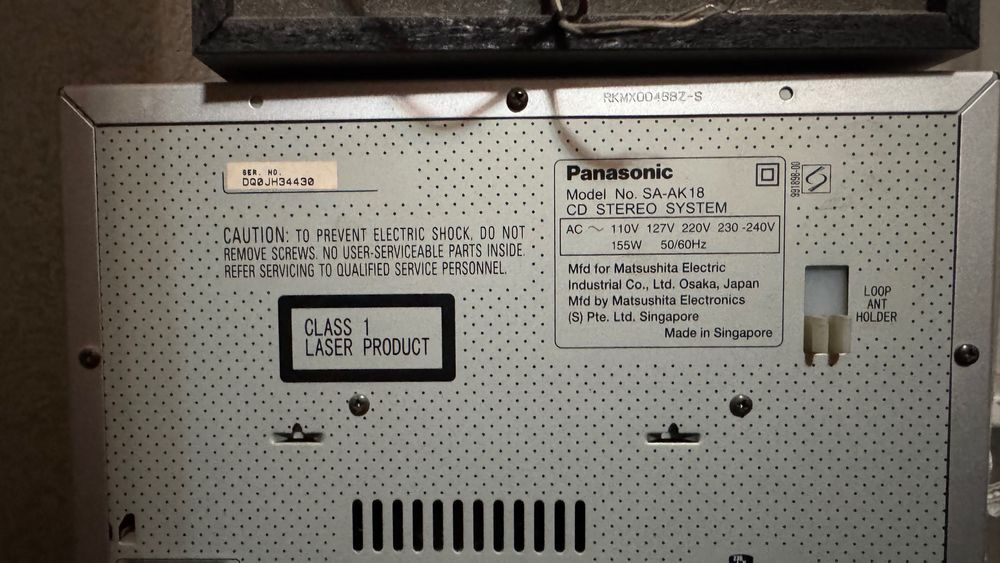 RKMX00458Z-S
SER. NO.
DQ0JH34430
Panasonic
Model No. SA-AK18
CD STEREO SYSTEM
AC ~ 110V 127V 220V 230 -240V
155W 50/60Hz
Mfd for Matsushita Electric
Industrial Co., Ltd. Osaka, Japan
Mfd by Matsushita Electronics
(S) Pte. Ltd. Singapore
Made in Singapore
991898-00
CAUTION: TO PREVENT ELECTRIC SHOCK, DO NOT
REMOVE SCREWS. NO USER-SERVICEABLE PARTS INSIDE.
REFER SERVICING TO QUALIFIED SERVICE PERSONNEL.
CLASS 1
LASER PRODUCT
LOOP
ANT
HOLDER